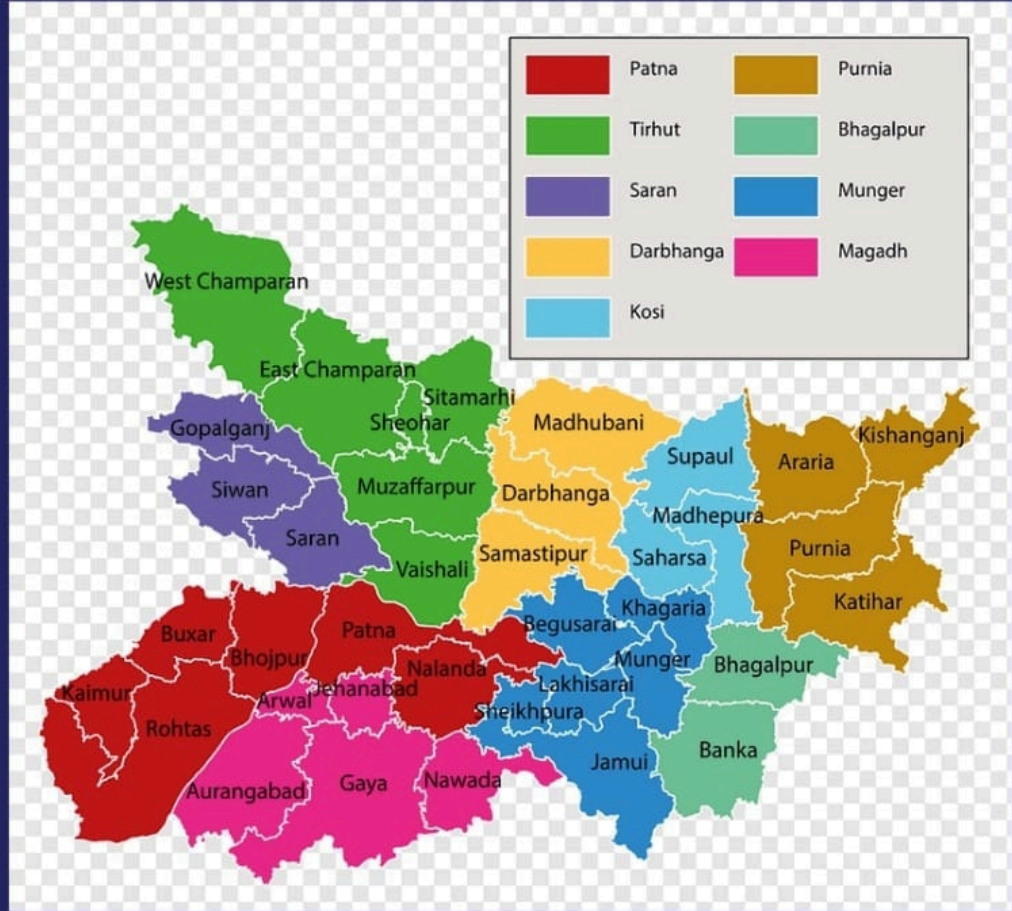 Patna
Purnia
Tirhut
Bhagalpur
Saran
Munger
Darbhanga
Magadh
Kosi
West Champaran
East Champaran
Sitamarhi
Sheohar
Gopalganj
Madhubani
Kishanganj
Supaul
Araria
Siwan
Muzaffarpur
Darbhanga
Madhepura
Saran
Samastipur
Saharsa
Purnia
Vaishali
Katihar
Khagaria
Buxar
Patna
Begusarai
Bhojpur
Nalanda
Munger
Bhagalpur
Kaimur
Arwal
Jehanabad
Lakhisarai
Rohtas
Sheikhpura
Banka
Jamui
Aurangabad
Gaya
Nawada